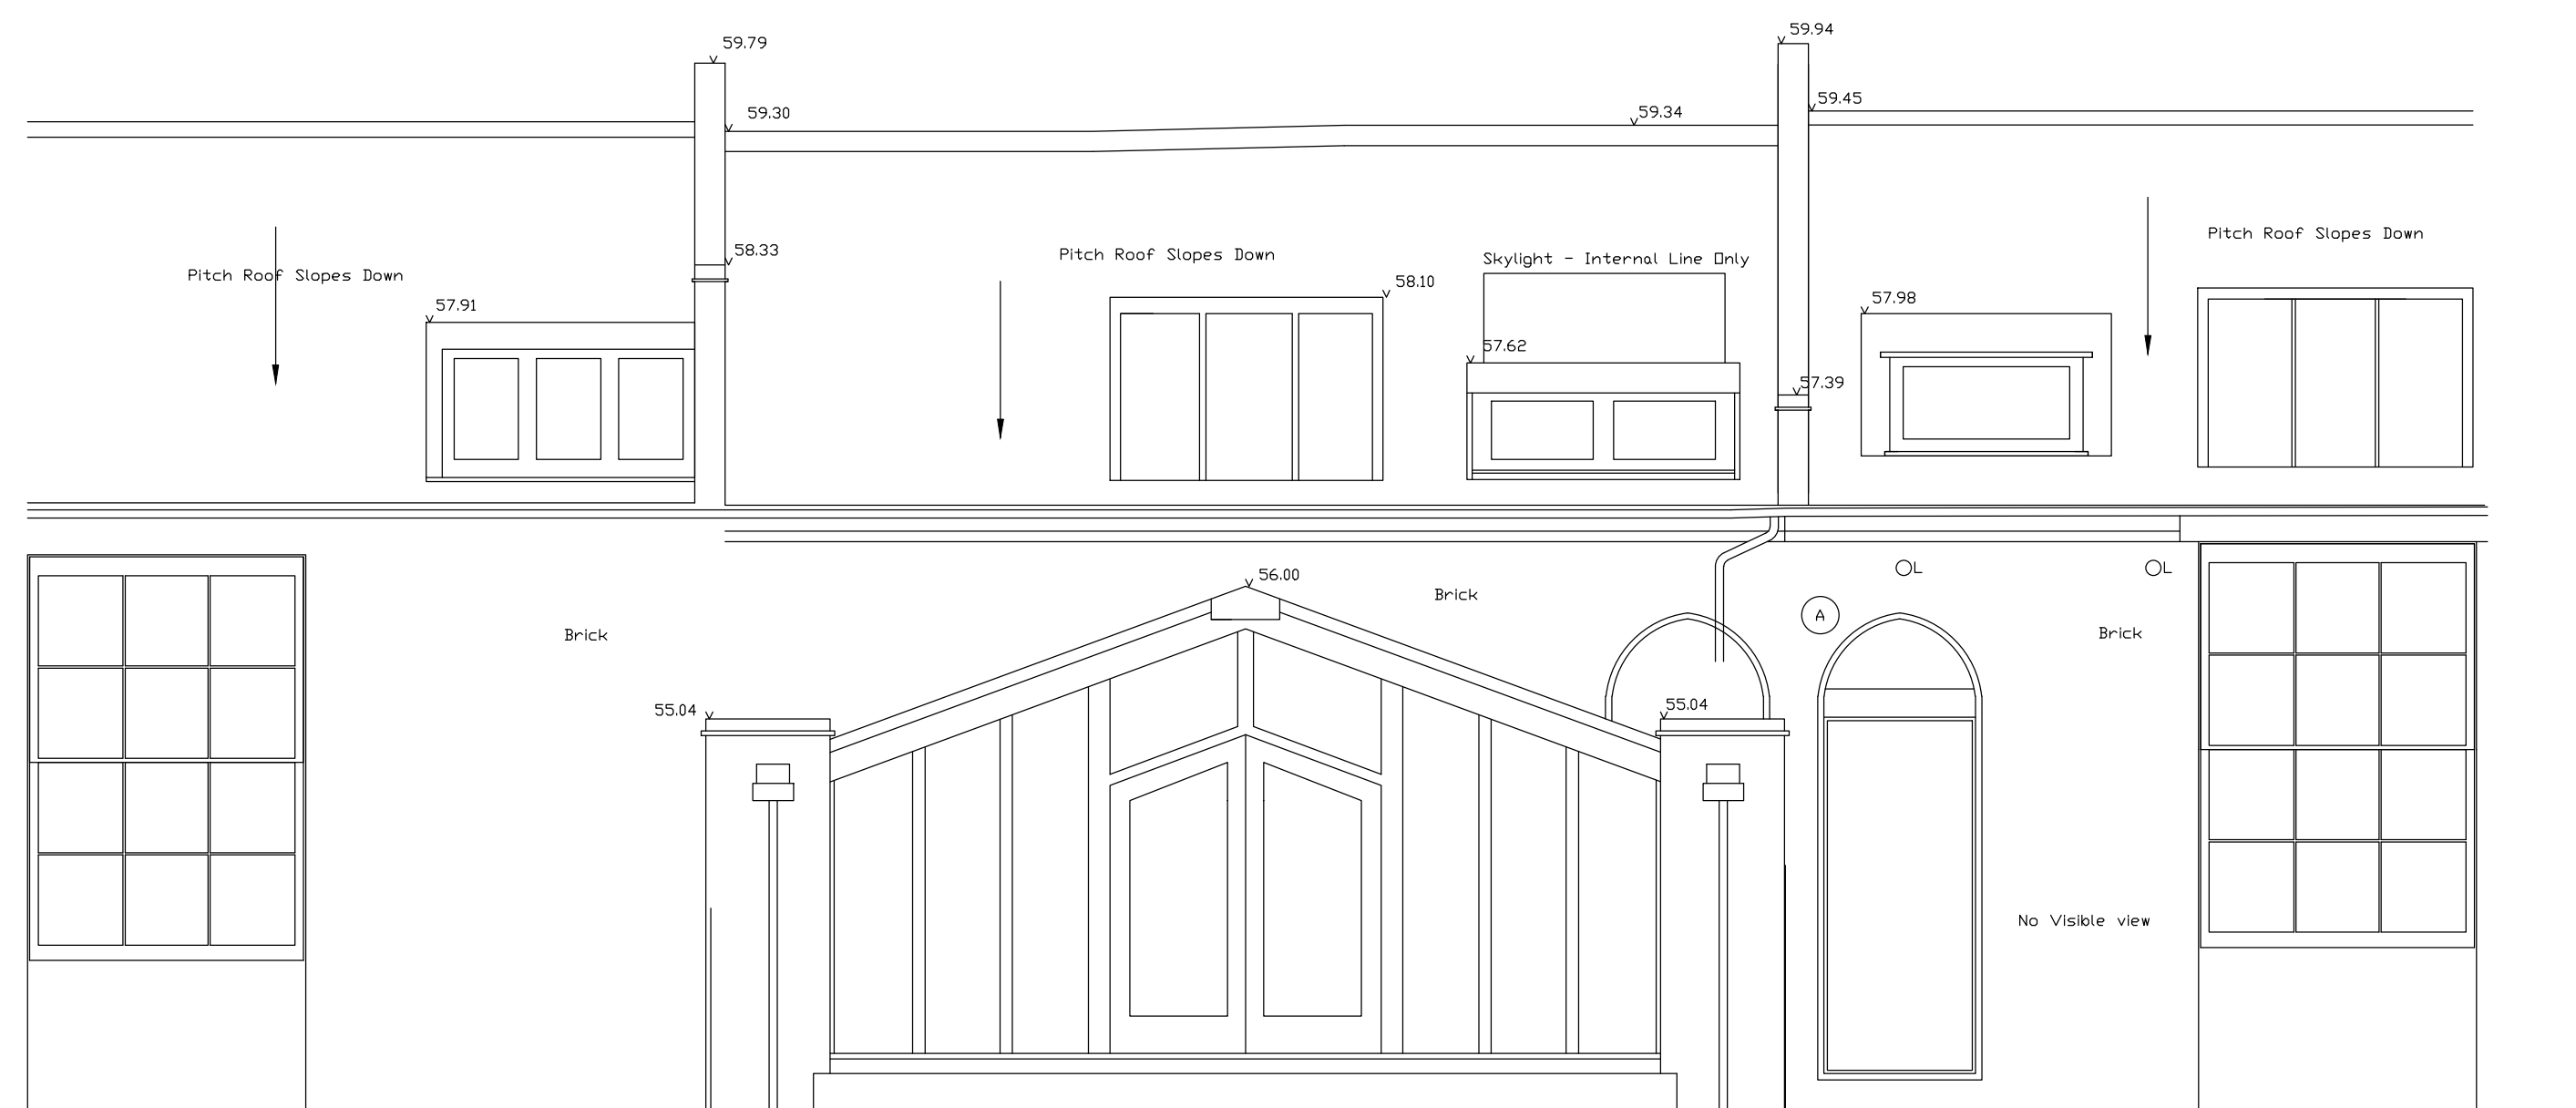 59.94
59.79
59.45
59.30
59.34
Pitch Roof Slopes Down
58.33
Pitch Roof Slopes Down
Skylight - Internal Line Only
Pitch Roof Slopes Down
58.10
57.98
57.91
57.62
57.39
L
L
56.00
Brick
A
Brick
Brick
55.04
55.04
No Visible view